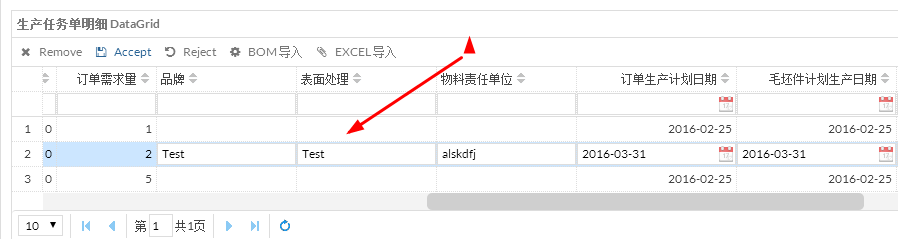 生产任务单明细 DataGrid
Remove Accept Reject BOM导入 EXCEL导入
订单需求量 品牌 表面处理 物料责任单位 订单生产计划日期 毛坯件计划生产日期
1 0 1 2016-02-25 2016-02-25
2 0 2 Test Test alskdfj 2016-03-31 2016-03-31
3 0 5 2016-02-25 2016-02-25
10 第 1 共1页